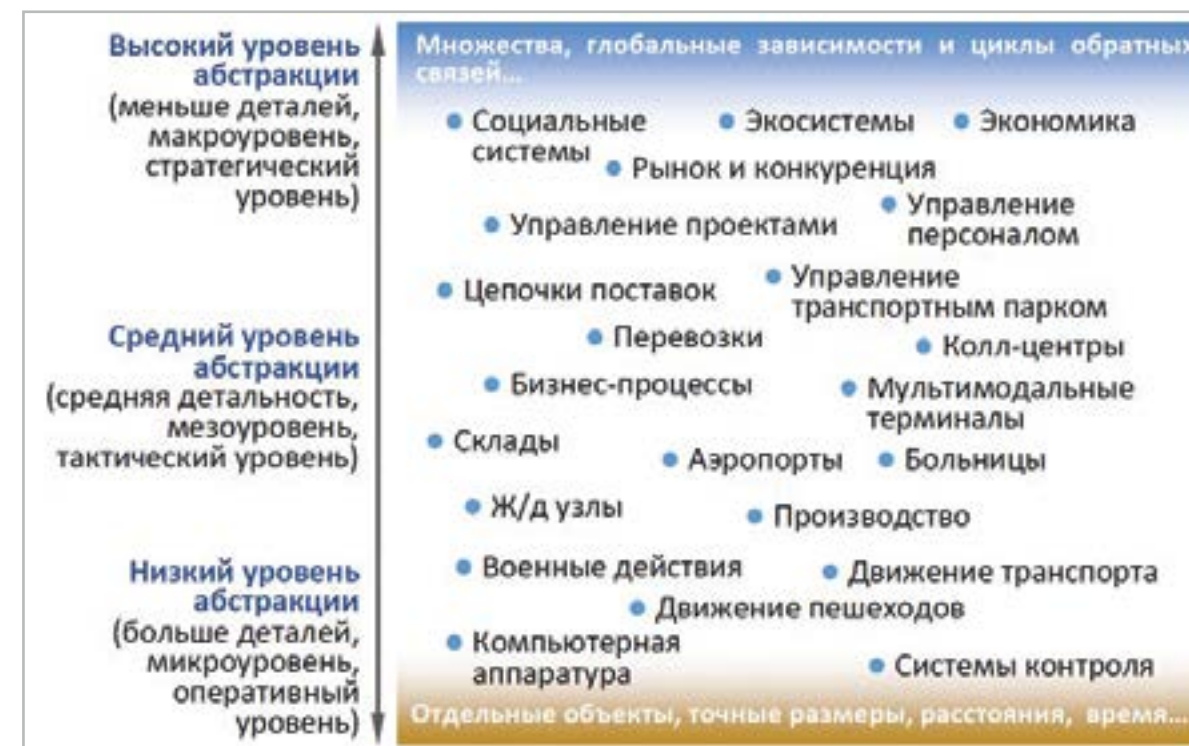 Высокий уровень
абстракции
(меньше деталей,
макроуровень,
стратегический
уровень)
Средний уровень
абстракции
(средняя детальность,
мезоуровень,
тактический уровень)
Низкий уровень
абстракции
(больше деталей,
микроуровень,
оперативный
уровень)
Множества, глобальные зависимости и циклы обратных
связей...
Социальные
системы
Экосистемы
Экономика
Рынок и конкуренция
Управление проектами
Управление
персоналом
Цепочки поставок
Управление
транспортным парком
Перевозки
Колл-центры
Бизнес-процессы
Мультимодальные
терминалы
Склады
Аэропорты
Больницы
Ж/д узлы
Производство
Военные действия
Движение транспорта
Движение пешеходов
Компьютерная
аппаратура
Системы контроля
Отдельные объекты, точные размеры, расстояния, время...